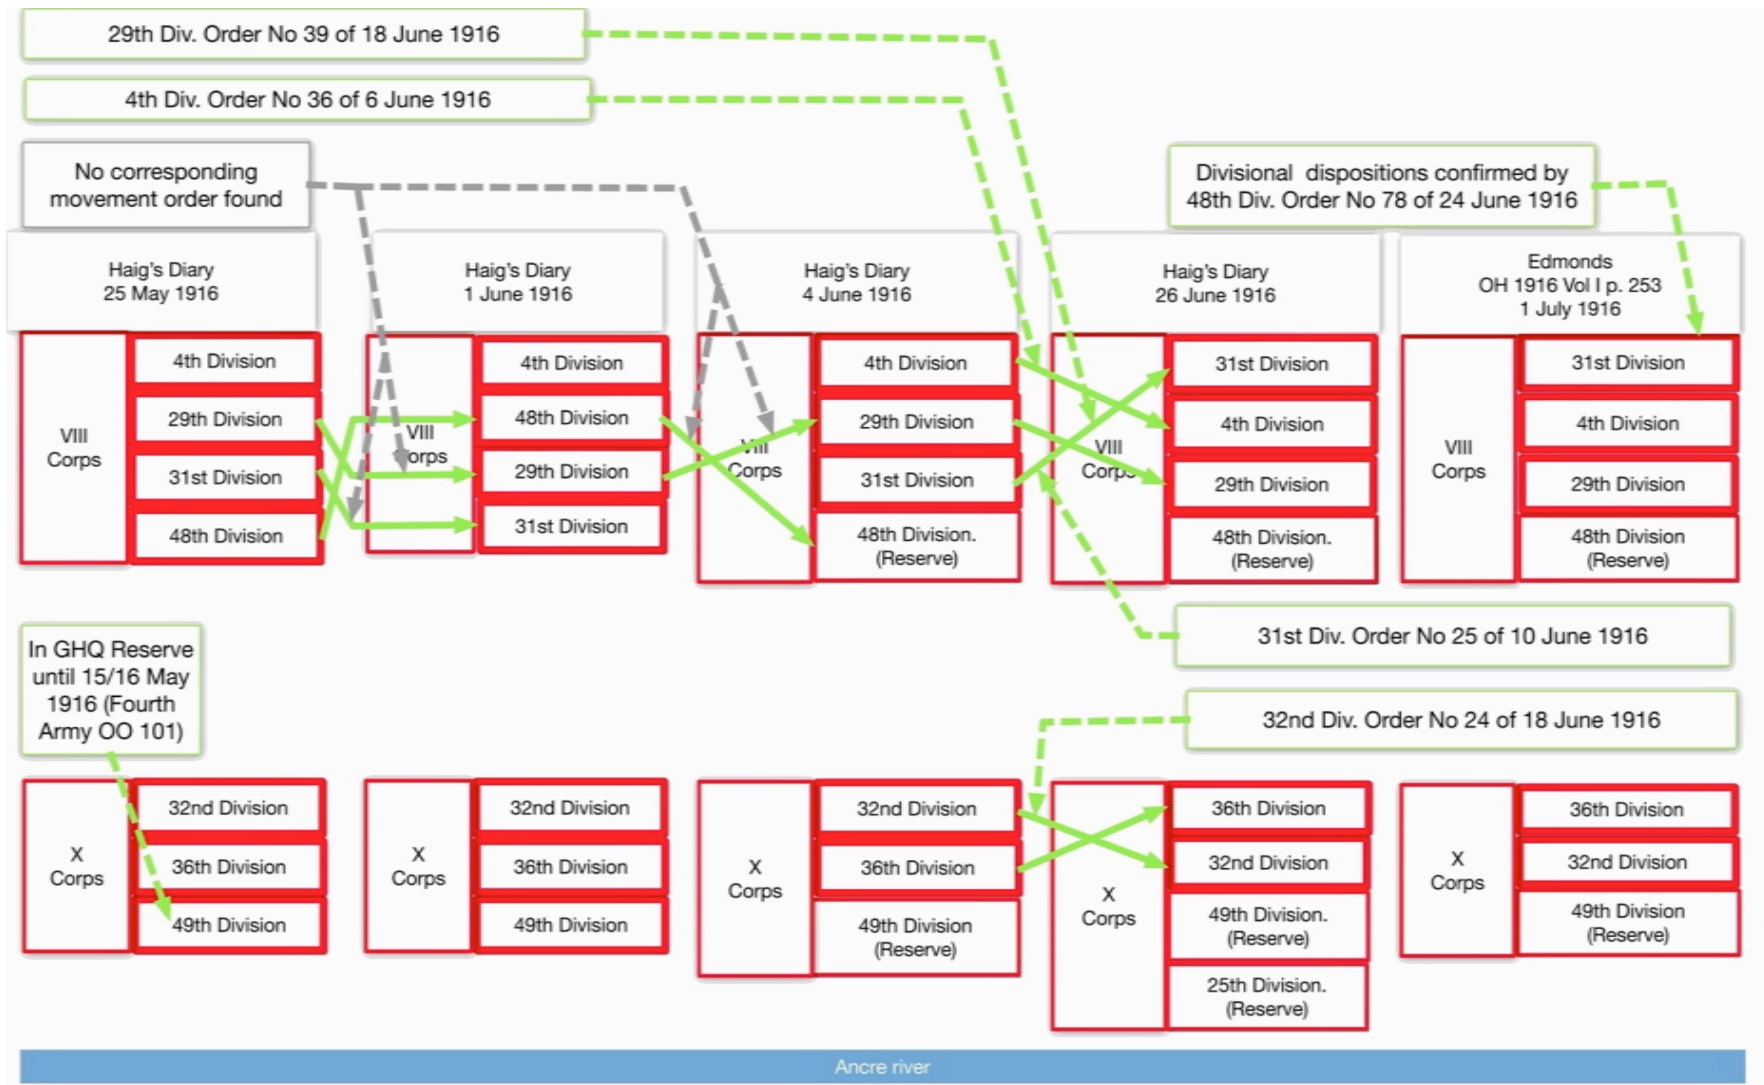 29th Div. Order No 39 of 18 June 1916
4th Div. Order No 36 of 6 June 1916
No corresponding
movement order found
Divisional dispositions confirmed by
48th Div. Order No 78 of 24 June 1916
Haig's Diary
25 May 1916
Haig's Diary
1 June 1916
Haig's Diary
4 June 1916
Haig's Diary
26 June 1916
Edmonds
OH 1916 Vol I p. 253
1 July 1916
VIII
Corps
4th Division
29th Division
31st Division
48th Division
VIII
Corps
4th Division
48th Division
29th Division
31st Division
VIII
Corps
4th Division
29th Division
31st Division
48th Division.
(Reserve)
VIII
Corps
31st Division
4th Division
29th Division
48th Division.
(Reserve)
VIII
Corps
31st Division
4th Division
29th Division
48th Division
(Reserve)
31st Div. Order No 25 of 10 June 1916
In GHQ Reserve
until 15/16 May
1916 (Fourth
Army OO 101)
32nd Div. Order No 24 of 18 June 1916
X
Corps
32nd Division
36th Division
49th Division
X
Corps
32nd Division
36th Division
49th Division
X
Corps
32nd Division
36th Division
49th Division
(Reserve)
X
Corps
36th Division
32nd Division
49th Division.
(Reserve)
25th Division.
(Reserve)
X
Corps
36th Division
32nd Division
49th Division
(Reserve)
Ancre river